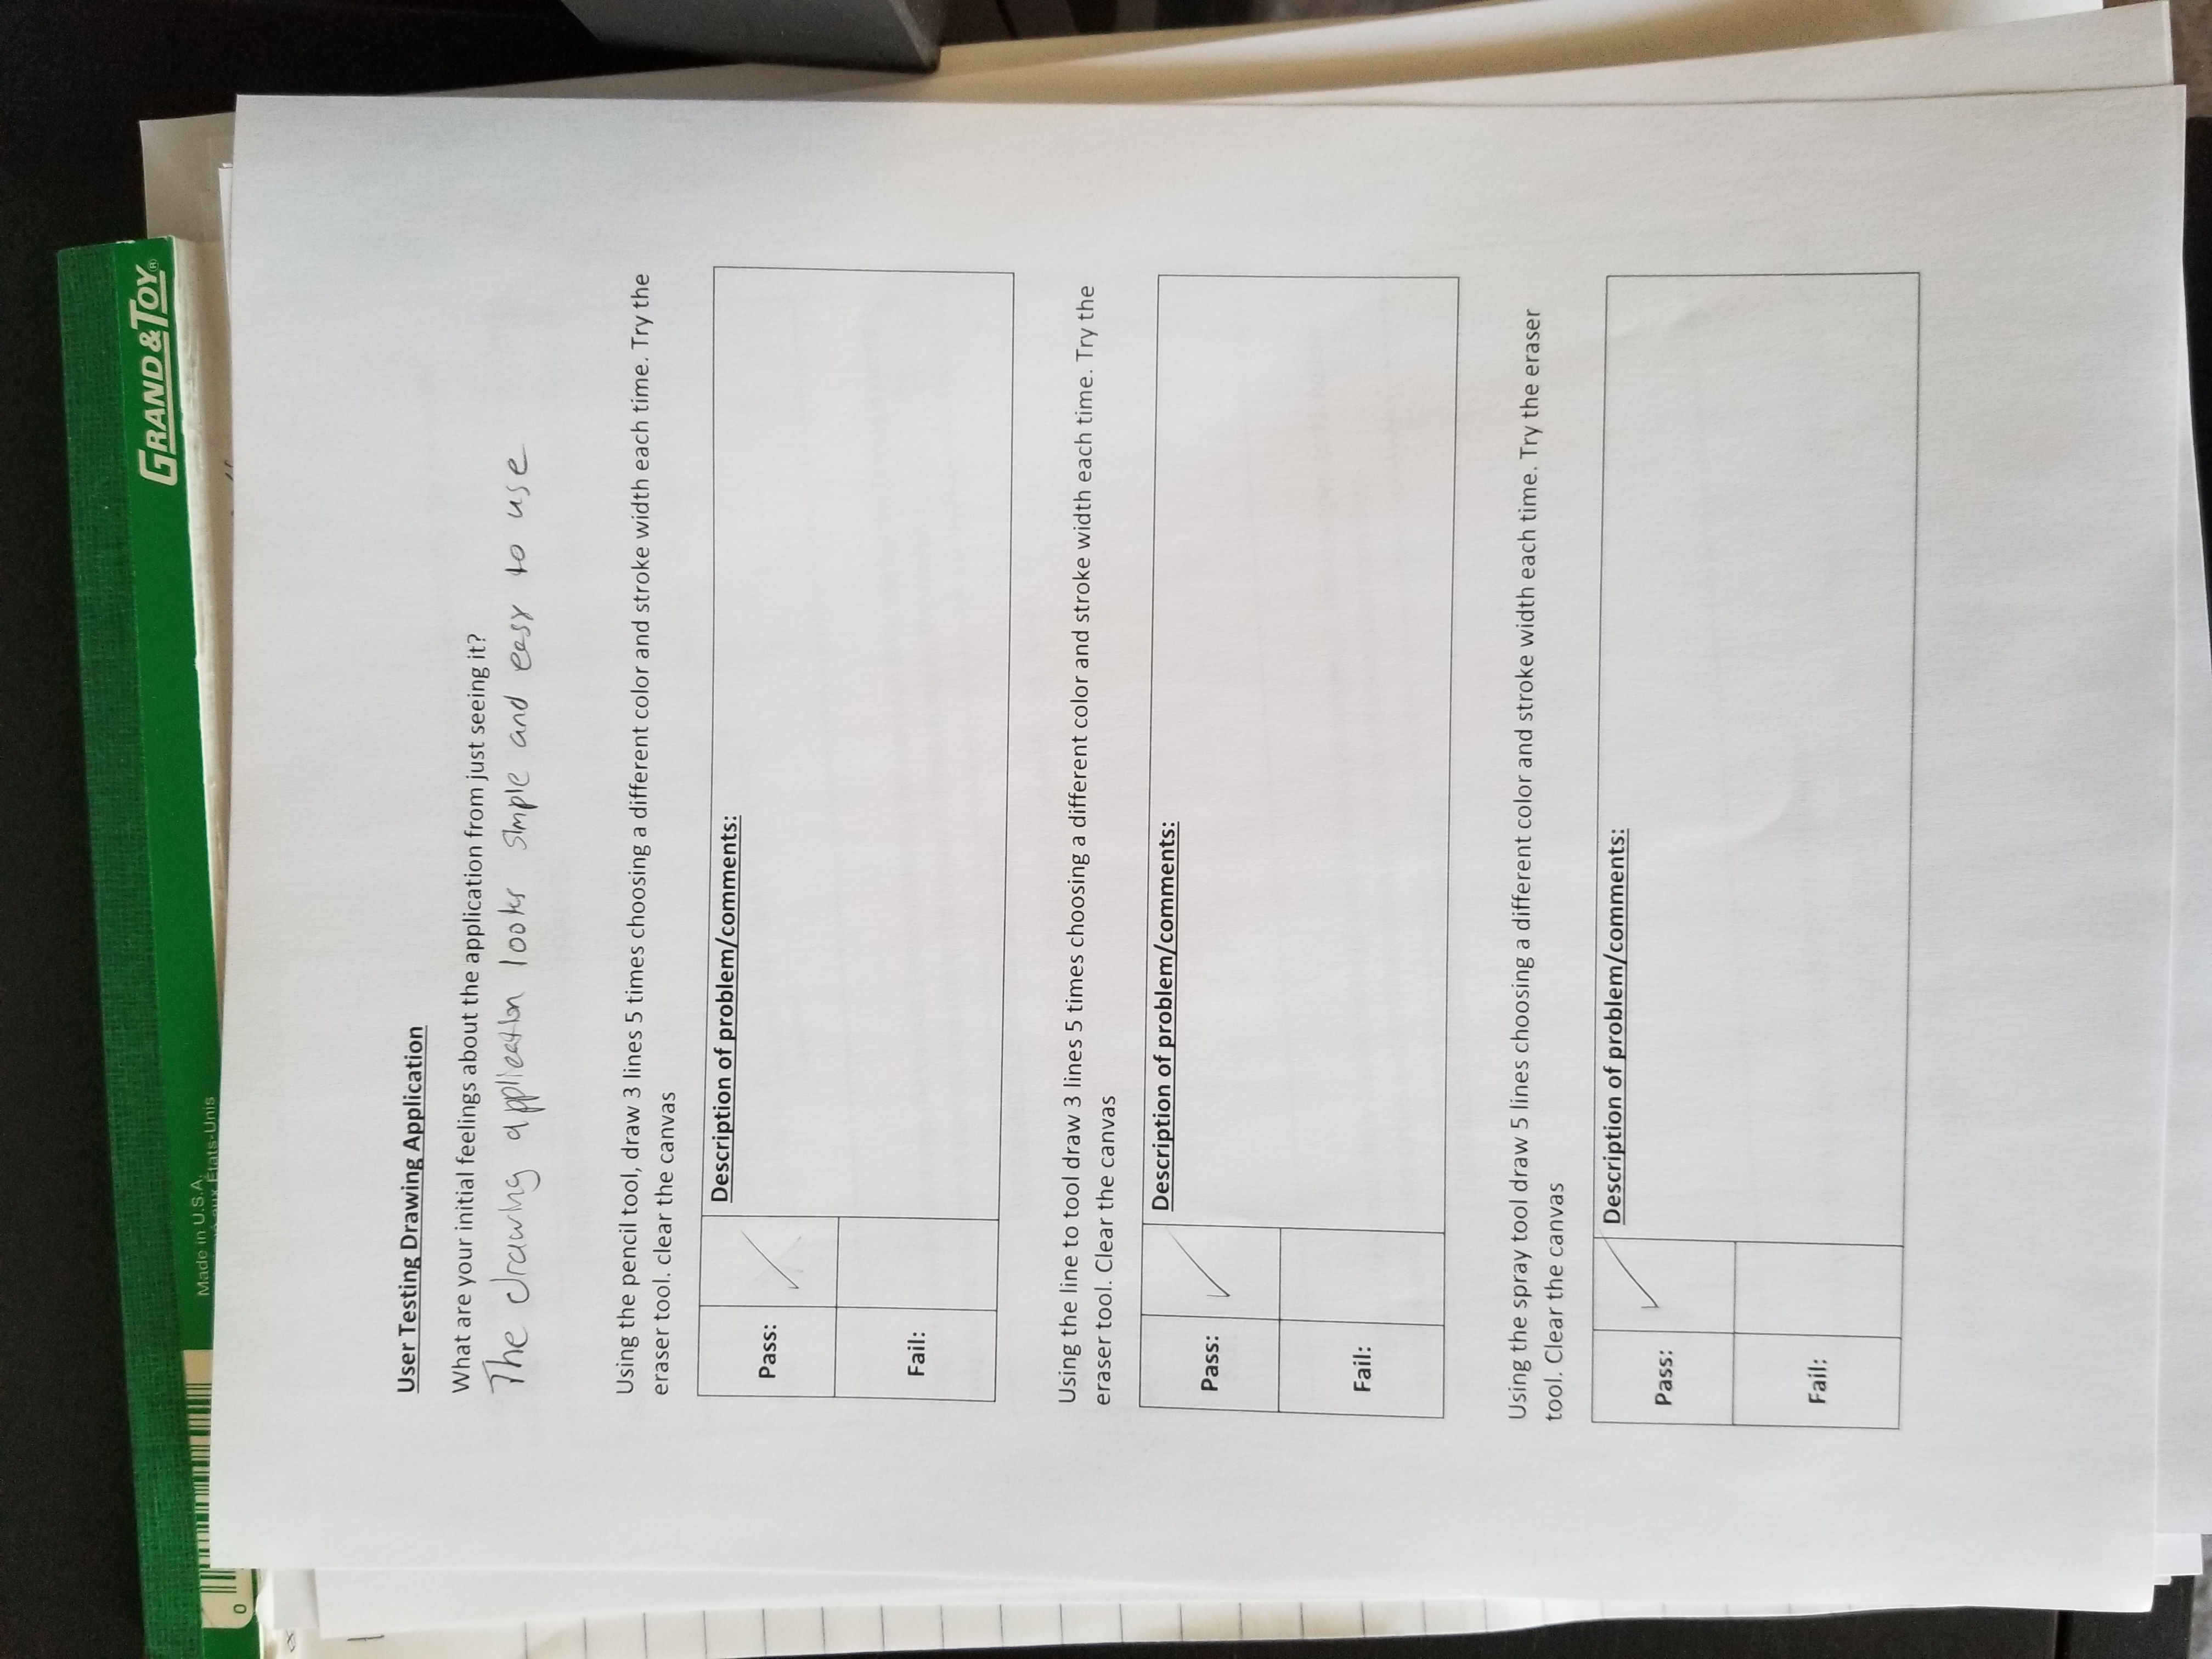 GRAND & TOY®
Made in U.S.A.
aux États-Unis
0
User Testing Drawing Application
What are your initial feelings about the application from just seeing it?
The drawing application looks simple and easy to use
Using the pencil tool, draw 3 lines 5 times choosing a different color and stroke width each time. Try the
eraser tool. clear the canvas
Description of problem/comments:
Pass:
Fail:
Using the line to tool draw 3 lines 5 times choosing a different color and stroke width each time. Try the
eraser tool. Clear the canvas
Description of problem/comments:
Pass:
Fail:
Using the spray tool draw 5 lines choosing a different color and stroke width each time. Try the eraser
tool. Clear the canvas
Description of problem/comments:
Pass:
Fail: